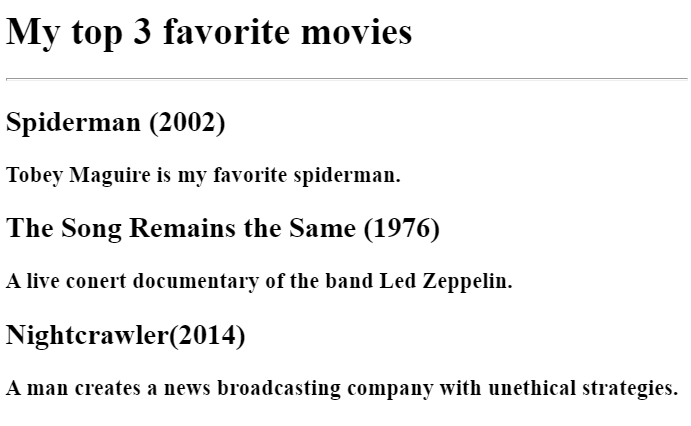 My top 3 favorite movies
Spiderman (2002)
Tobey Maguire is my favorite spiderman.
The Song Remains the Same (1976)
A live conert documentary of the band Led Zeppelin.
Nightcrawler(2014)
A man creates a news broadcasting company with unethical strategies.